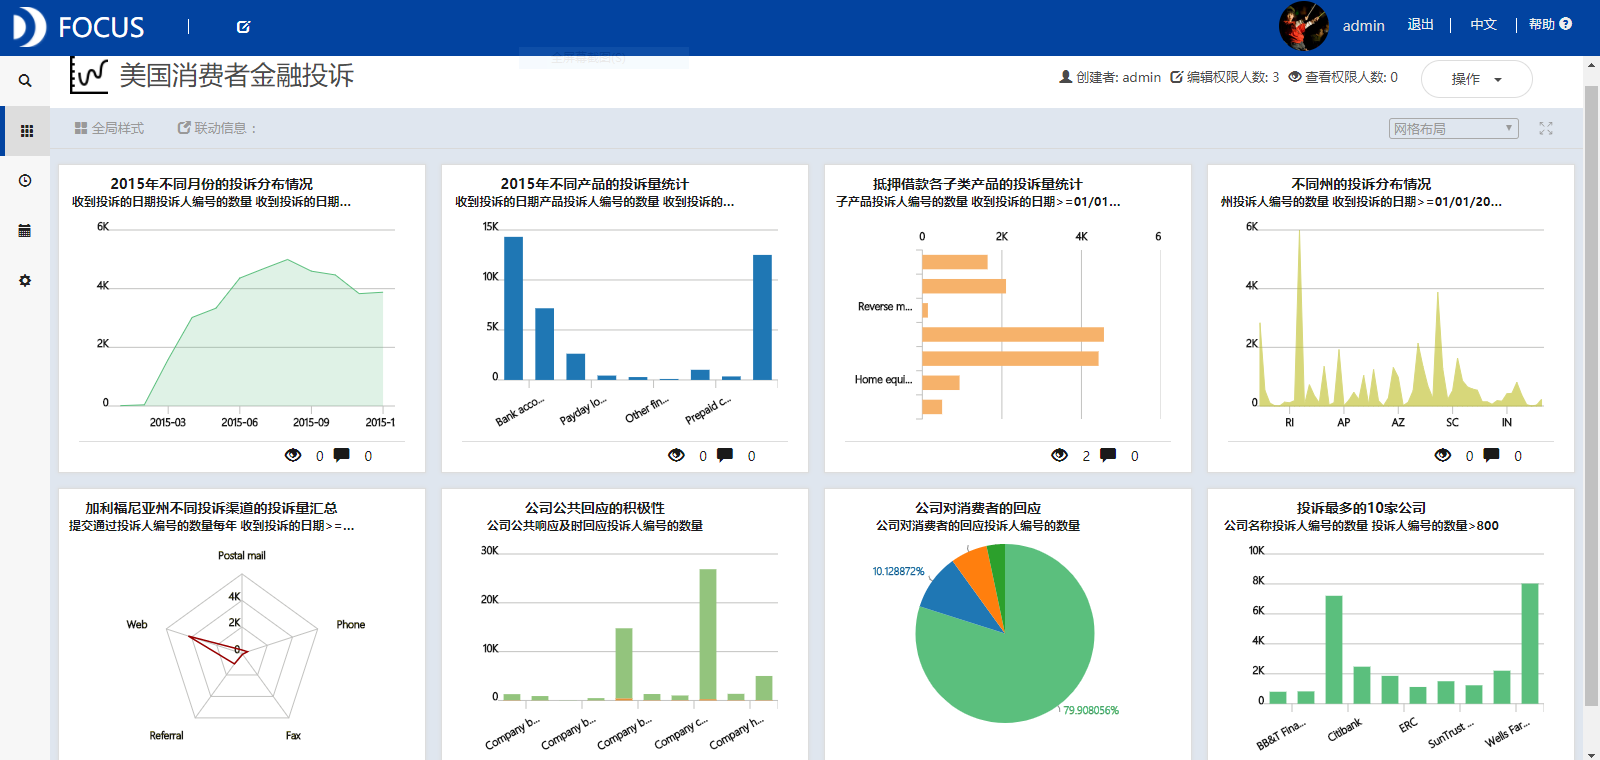 FOCUS
admin 退出 中文 帮助
全屏幕截图(S)
美国消费者金融投诉
创建者: admin 编辑权限人数: 3 查看权限人数: 0
操作
全局样式 联动信息：
网格布局
2015年不同月份的投诉分布情况
收到投诉的日期投诉人编号的数量 收到投诉的日期...
6K
4K
2K
0
2015-03 2015-06 2015-09 2015-1
0 0
2015年不同产品的投诉量统计
收到投诉的日期产品投诉人编号的数量 收到投诉的...
15K
10K
5K
0
Bank acco... Payday lo... Other fin... Prepaid c...
0 0
抵押借款各子类产品的投诉量统计
子产品投诉人编号的数量 收到投诉的日期>=01/01...
0 2K 4K 6
Reverse m...
Home equi...
2 0
不同州的投诉分布情况
州投诉人编号的数量 收到投诉的日期>=01/01/20...
6K
4K
2K
0
RI AP AZ SC IN
0 0
加利福尼亚州不同投诉渠道的投诉量汇总
提交通过投诉人编号的数量每年 收到投诉的日期>=...
Postal mail
4K
2K
0
Web Phone
Referral Fax
公司公共回应的积极性
公司公共响应及时回应投诉人编号的数量
30K
20K
10K
0
Company b... Company b... Company b... Company c... Company h...
公司对消费者的回应
公司对消费者的回应投诉人编号的数量
10.128872%
79.908056%
投诉最多的10家公司
公司名称投诉人编号的数量 投诉人编号的数量>800
10K
8K
6K
4K
2K
0
BB&T Fina... Citibank ERC SunTrust ... Wells Far...